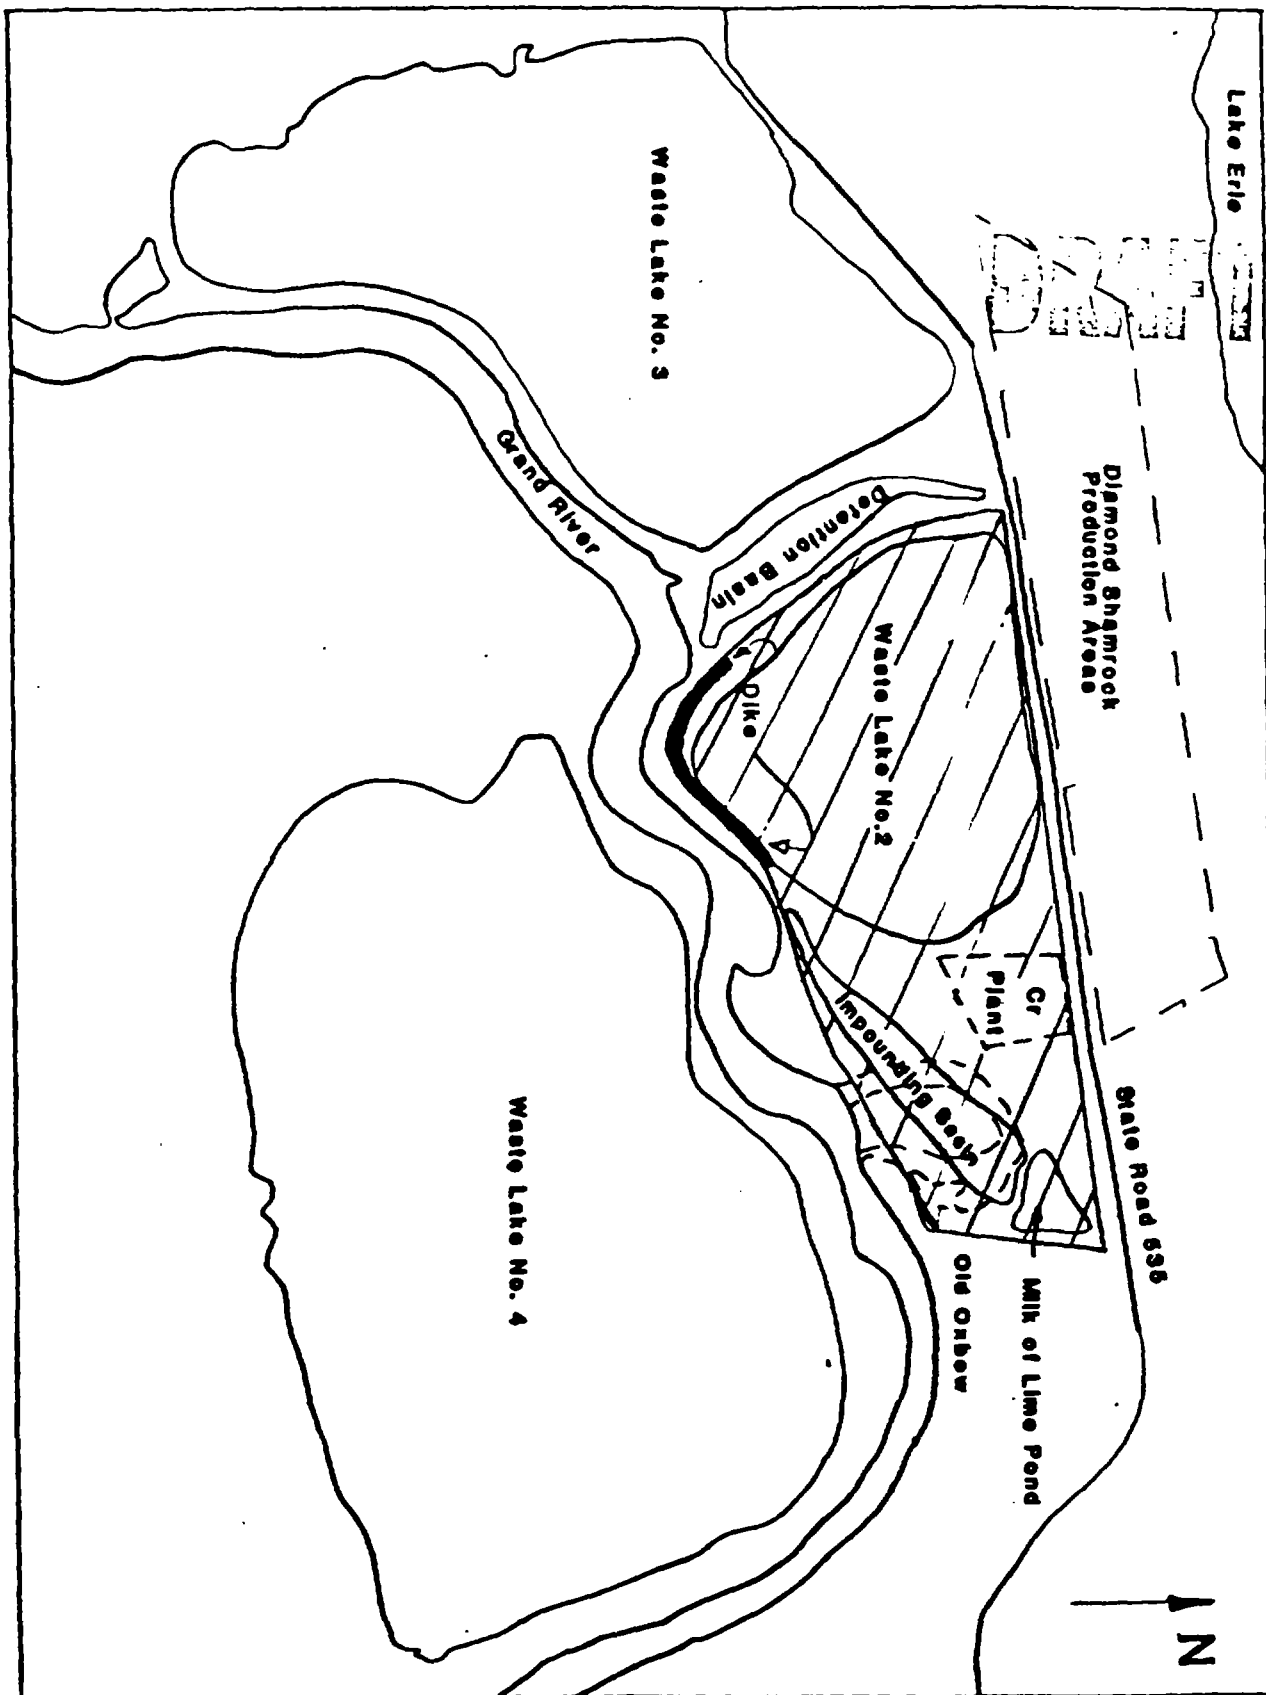 Lake Erie
DRAFT
Diamond Shamrock
Production Areas
State Road 535
N
Waste Lake No. 3
Detention Basin
Waste Lake No.2
Cr
Plant
Milk of Lime Pond
Dike
Impounding Basin
Old Oxbow
Grand River
Waste Lake No. 4